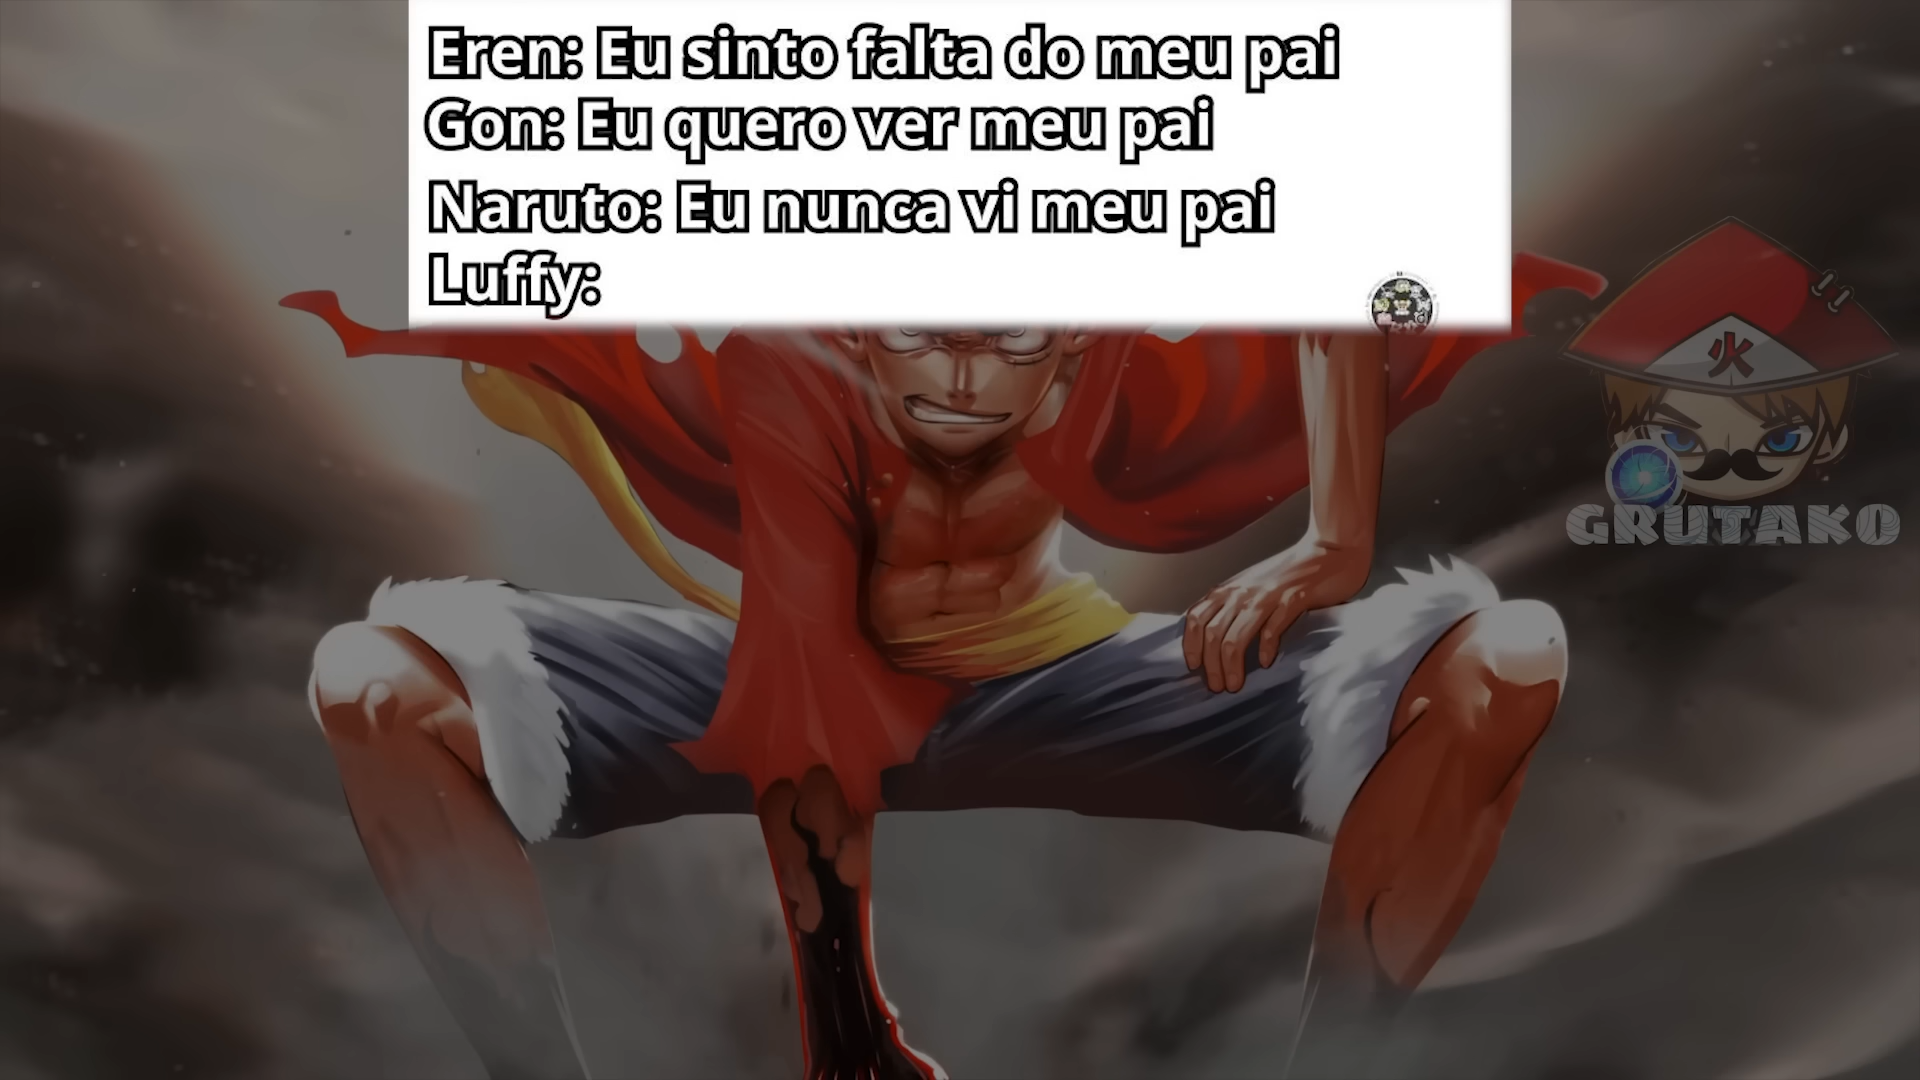 Eren: Eu sinto falta do meu pai
Gon: Eu quero ver meu pai
Naruto: Eu nunca vi meu pai
Luffy:
火
GRUTAKO